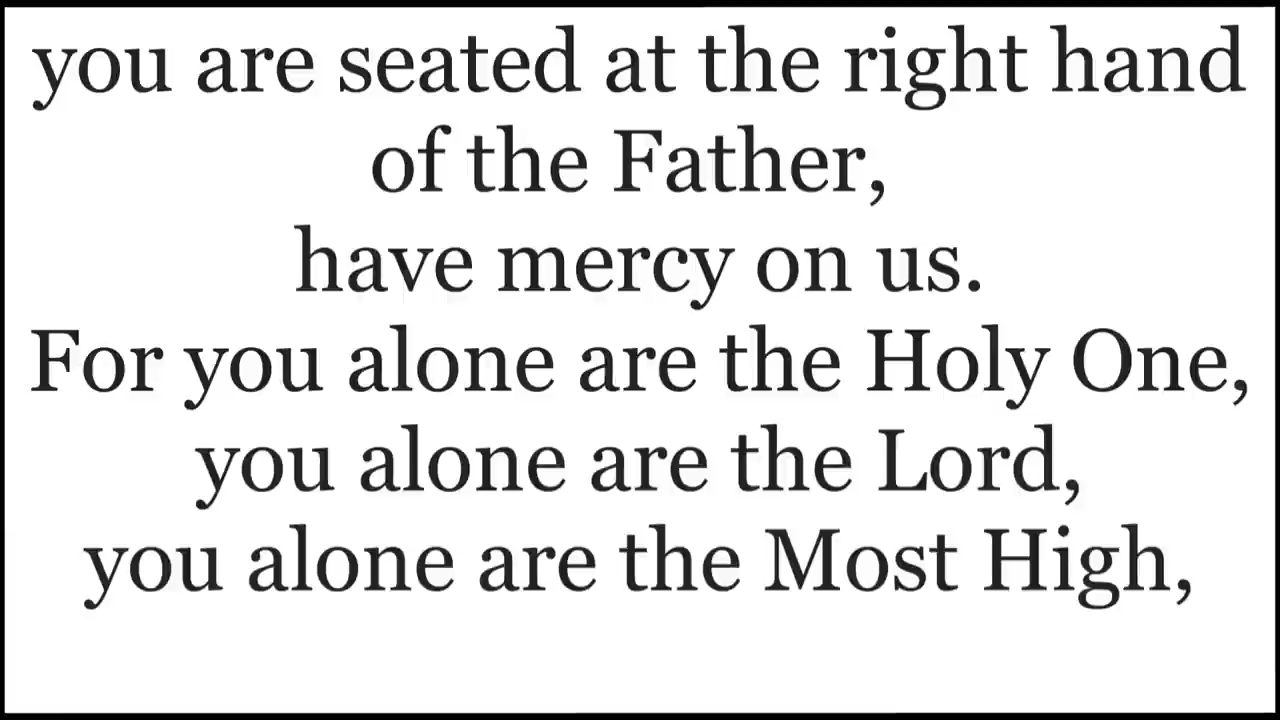 you are seated at the right hand
of the Father,
have mercy on us.
For you alone are the Holy One,
you alone are the Lord,
you alone are the Most High,